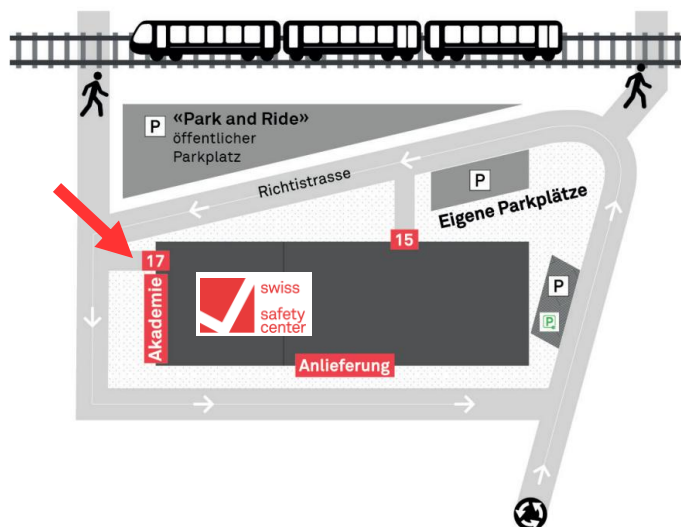 P
«Park and Ride»
öffentlicher
Parkplatz
Richtistrasse
P
Eigene Parkplätze
15
17
Akademie
swiss
safety
center
P
P
Anlieferung